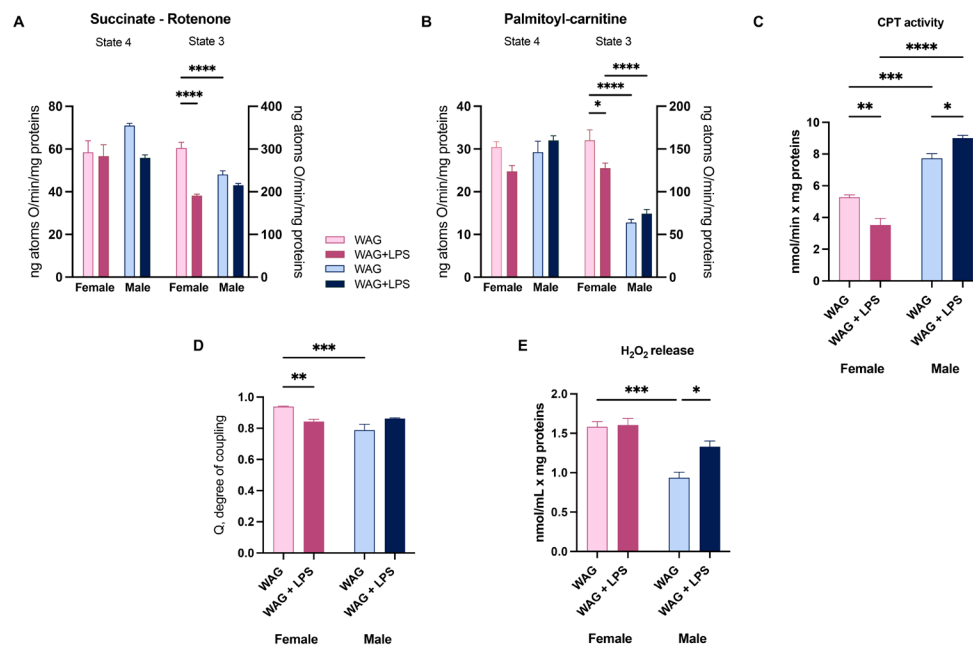 A
Succinate - Rotenone
State 4
State 3
****
****
ng atoms O/min/mg proteins
80
60
40
20
0
400
300
200
100
0
ng atoms O/min/mg proteins
Female
Male
Female
Male
WAG
WAG+LPS
WAG
WAG+LPS
B
Palmitoyl-carnitine
State 4
State 3
****
****
*
ng atoms O/min/mg proteins
40
30
20
10
0
200
150
100
50
0
ng atoms O/min/mg proteins
Female
Male
Female
Male
C
CPT activity
****
***
**
*
nmol/min x mg proteins
10
8
6
4
2
0
WAG
WAG + LPS
WAG
WAG + LPS
Female
Male
D
***
**
Q, degree of coupling
1.0
0.8
0.6
0.4
0.2
0.0
WAG
WAG + LPS
WAG
WAG + LPS
Female
Male
E
H₂O₂ release
***
*
nmol/mL x mg proteins
2.0
1.5
1.0
0.5
0.0
WAG
WAG + LPS
WAG
WAG + LPS
Female
Male